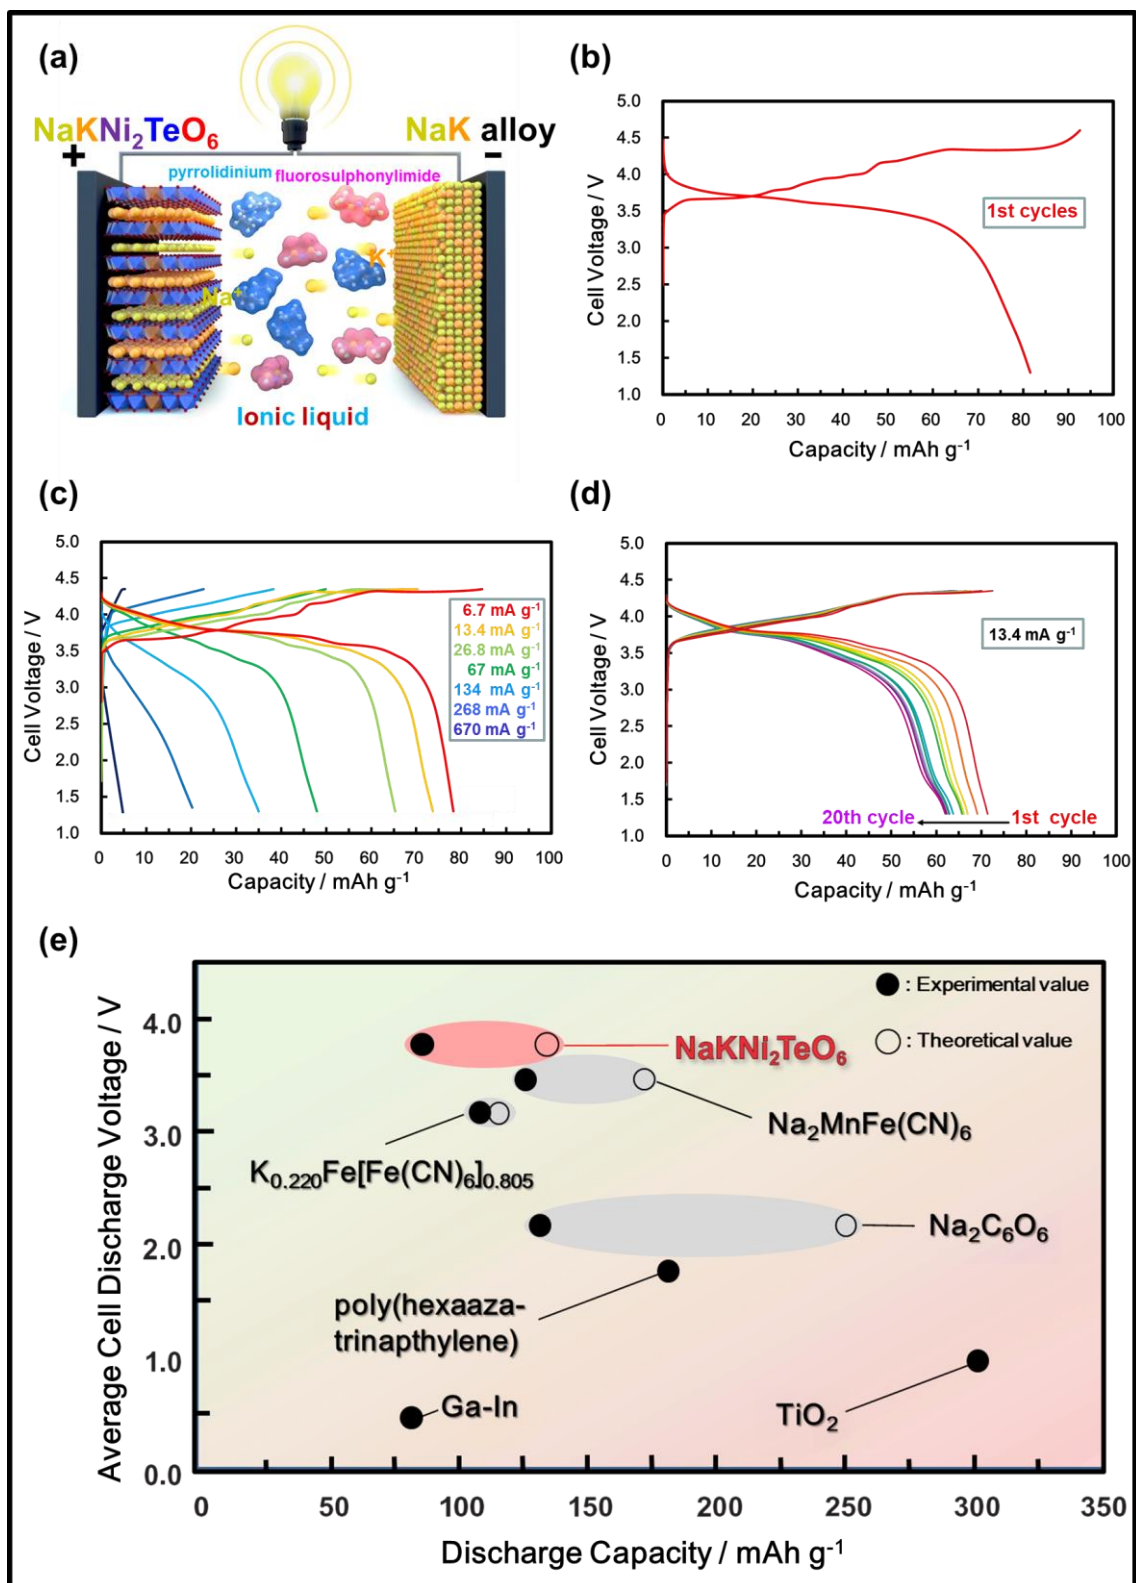 (a)
NaKNi₂TeO₆
NaK alloy
+
-
pyrrolidinium
fluorosulphonylimide
K⁺
Na⁺
Ionic liquid
(b)
Cell Voltage / V
5.0
4.5
4.0
3.5
3.0
2.5
2.0
1.5
1.0
1st cycles
0 10 20 30 40 50 60 70 80 90 100
Capacity / mAh g⁻¹
(c)
Cell Voltage / V
5.0
4.5
4.0
3.5
3.0
2.5
2.0
1.5
1.0
6.7 mA g⁻¹
13.4 mA g⁻¹
26.8 mA g⁻¹
67 mA g⁻¹
134 mA g⁻¹
268 mA g⁻¹
670 mA g⁻¹
0 10 20 30 40 50 60 70 80 90 100
Capacity / mAh g⁻¹
(d)
Cell Voltage / V
5.0
4.5
4.0
3.5
3.0
2.5
2.0
1.5
1.0
13.4 mA g⁻¹
20th cycle
1st cycle
0 10 20 30 40 50 60 70 80 90 100
Capacity / mAh g⁻¹
(e)
Average Cell Discharge Voltage / V
4.0
3.0
2.0
1.0
0.0
: Experimental value
: Theoretical value
NaKNi₂TeO₆
Na₂MnFe(CN)₆
K₀.₂₂₀Fe[Fe(CN)₆]₀.₈₀₅
Na₂C₆O₆
poly(hexaaza-
trinapthylene)
Ga-In
TiO₂
0 50 100 150 200 250 300 350
Discharge Capacity / mAh g⁻¹